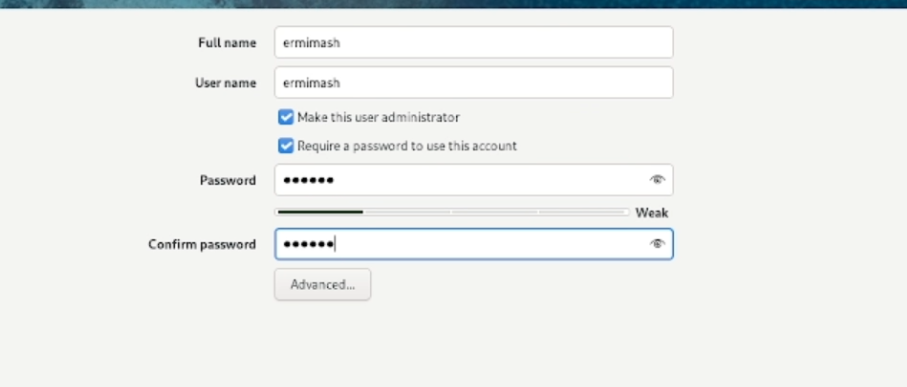 Full name ermimash
User name ermimash
Make this user administrator
Require a password to use this account
Password ••••••
Weak
Confirm password ••••••
Advanced...